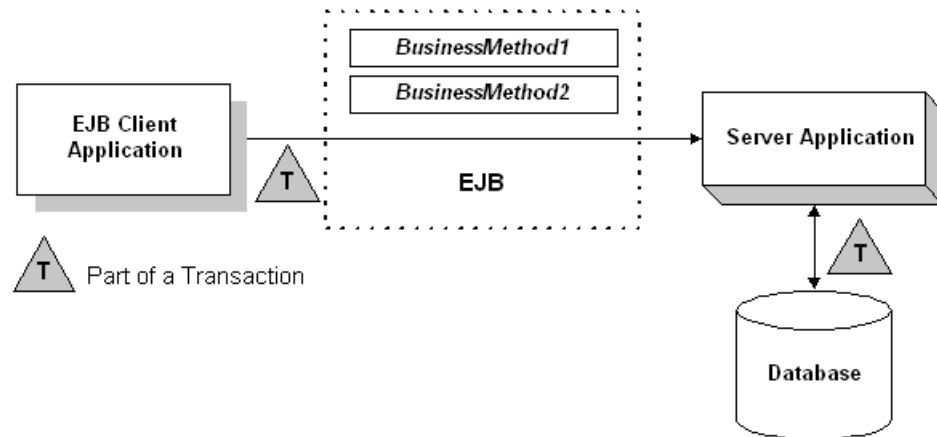 BusinessMethod1
BusinessMethod2
EJB Client
Application
Server Application
T
EJB
T
T
Part of a Transaction
Database